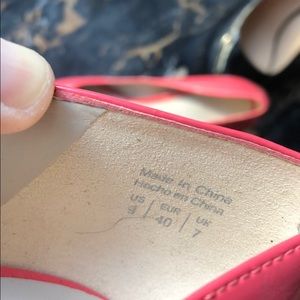 Made in China
Hecho en China
US | EUR | UK
9 | 40 | 7